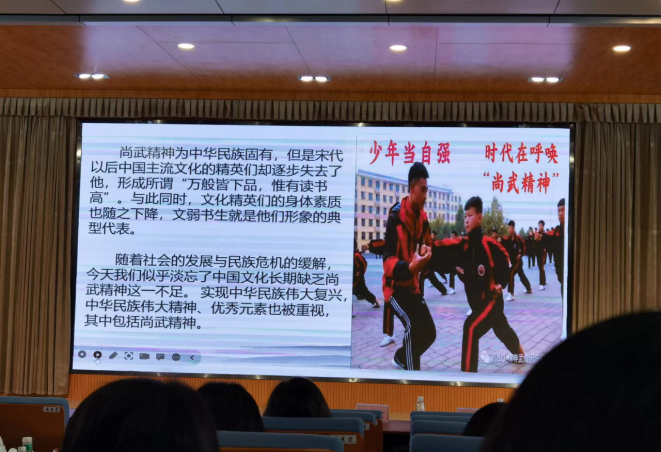 尚武精神为中华民族固有，但是宋代
以后中国主流文化的精英们却逐步失去了
他，形成所谓“万般皆下品，惟有读书
高”。与此同时，文化精英们的身体素质
也随之下降，文弱书生就是他们形象的典
型代表。
随着社会的发展与民族危机的缓解，
今天我们似乎淡忘了中国文化长期缺乏尚
武精神这一不足。 实现中华民族伟大复兴，
中华民族伟大精神、优秀元素也被重视，
其中包括尚武精神。
少年当自强
时代在呼唤
“尚武精神”